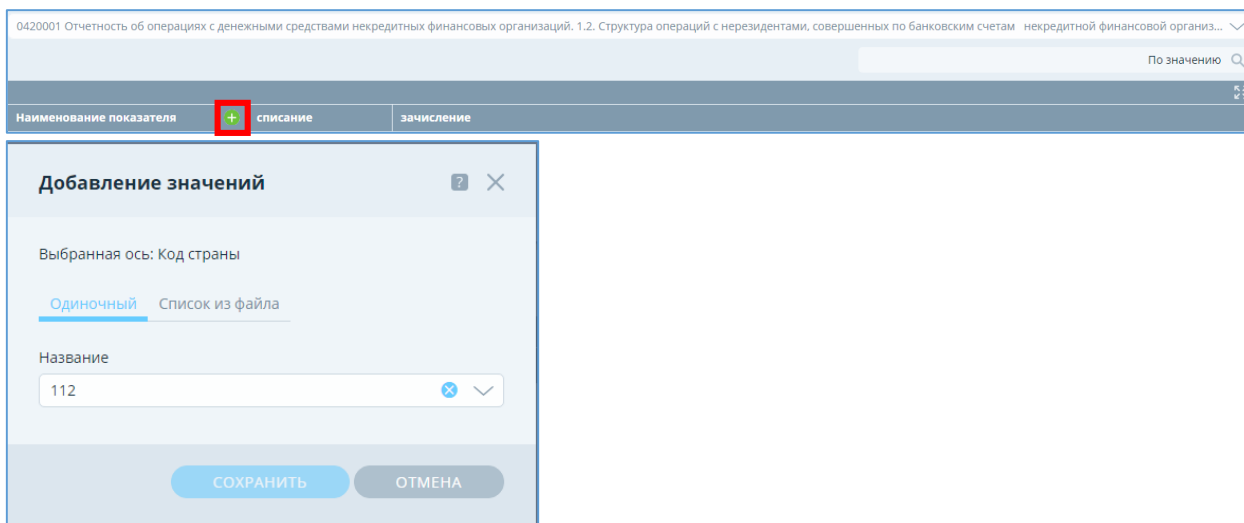 0420001 Отчетность об операциях с денежными средствами некредитных финансовых организаций. 1.2. Структура операций с нерезидентами, совершенных по банковским счетам некредитной финансовой организ...
По значению
Наименование показателя + списание зачисление
Добавление значений ?
Выбранная ось: Код страны
Одиночный Список из файла
Название
112
СОХРАНИТЬ ОТМЕНА